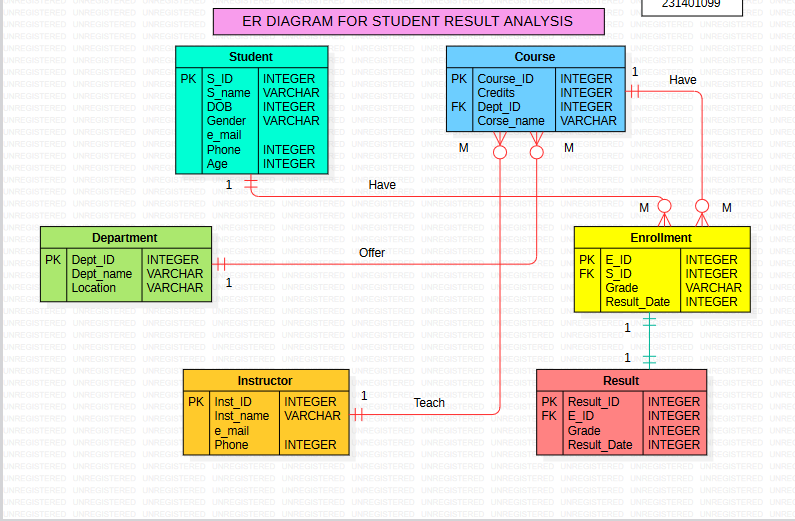 231401099
ER DIAGRAM FOR STUDENT RESULT ANALYSIS
Student
PK S_ID INTEGER
S_name VARCHAR
DOB INTEGER
Gender VARCHAR
e_mail
Phone INTEGER
Age INTEGER
Course
PK Course_ID INTEGER
Credits INTEGER
FK Dept_ID INTEGER
Corse_name VARCHAR
1
Have
M
M
1
Have
M
M
Department
PK Dept_ID INTEGER
Dept_name VARCHAR
Location VARCHAR
Offer
1
Enrollment
PK E_ID INTEGER
FK S_ID INTEGER
Grade VARCHAR
Result_Date INTEGER
1
1
Instructor
PK Inst_ID INTEGER
Inst_name VARCHAR
e_mail
Phone INTEGER
1
Teach
Result
PK Result_ID INTEGER
FK E_ID INTEGER
Grade INTEGER
Result_Date INTEGER
UNREGISTERED